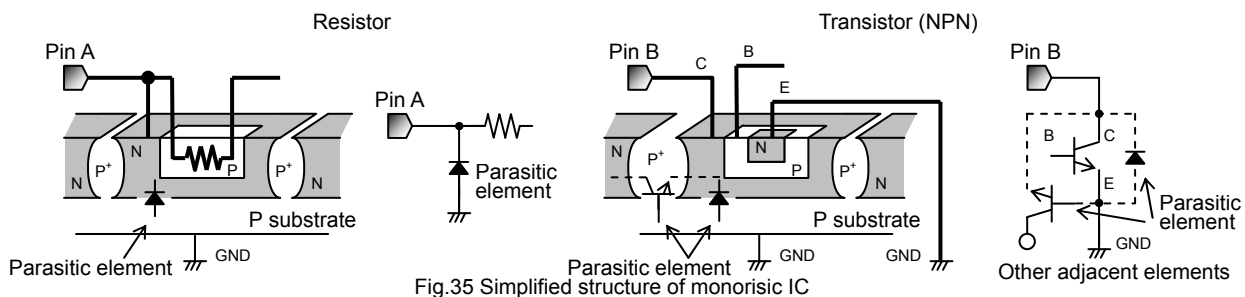 Resistor
Transistor (NPN)
Pin A
Pin A
N
N
P+
P
P+
N
Parasitic element
P substrate
GND
Parasitic
element
Pin B
C
B
E
N
P+
N
P
P+
N
P substrate
GND
GND
Parasitic element
Pin B
B
C
E
GND
Parasitic
element
Other adjacent elements
Fig.35 Simplified structure of monorisic IC